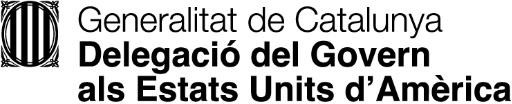 Generalitat de Catalunya
Delegació del Govern
als Estats Units d’Amèrica